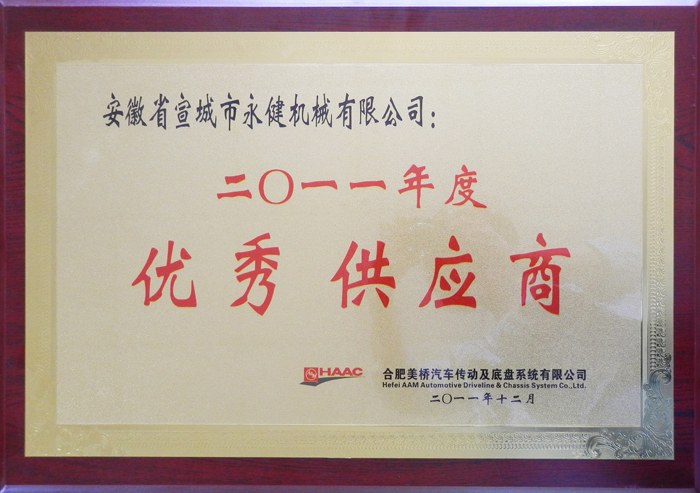 安徽省宣城市永健机械有限公司：
二〇一一年度
优秀 供应商
HAAC 合肥美桥汽车传动及底盘系统有限公司
Hefei AAM Automotive Driveline & Chassis System Co.,Ltd.
二〇一一年十二月